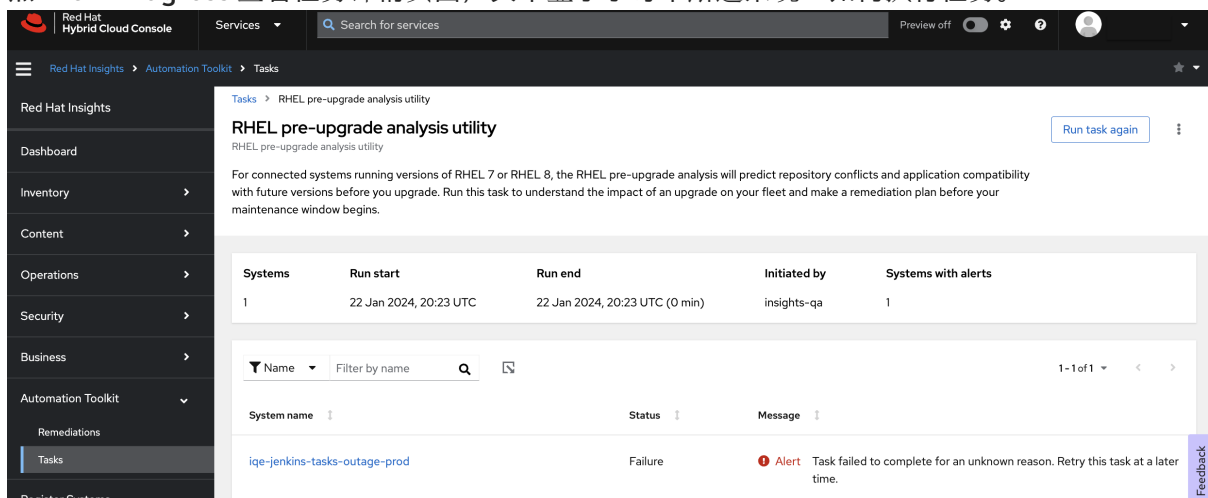 Red Hat
Hybrid Cloud Console
Services
Search for services
Preview off
Red Hat Insights > Automation Toolkit > Tasks
Red Hat Insights
Dashboard
Inventory
Content
Operations
Security
Business
Automation Toolkit
Remediations
Tasks
Tasks > RHEL pre-upgrade analysis utility
RHEL pre-upgrade analysis utility
Run task again
RHEL pre-upgrade analysis utility
For connected systems running versions of RHEL 7 or RHEL 8, the RHEL pre-upgrade analysis will predict repository conflicts and application compatibility
with future versions before you upgrade. Run this task to understand the impact of an upgrade on your fleet and make a remediation plan before your
maintenance window begins.
Systems Run start Run end Initiated by Systems with alerts
1 22 Jan 2024, 20:23 UTC 22 Jan 2024, 20:23 UTC (0 min) insights-qa 1
Name Filter by name 1 - 1 of 1
System name Status Message
iqe-jenkins-tasks-outage-prod Failure Alert Task failed to complete for an unknown reason. Retry this task at a later
time.
Feedback